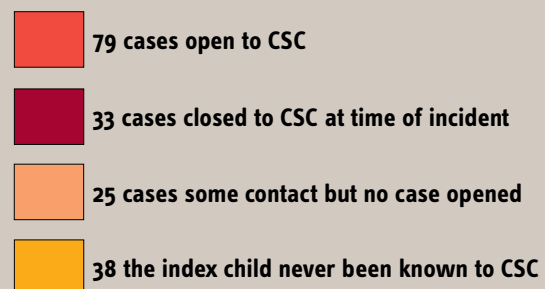 79 cases open to CSC
33 cases closed to CSC at time of incident
25 cases some contact but no case opened
38 the index child never been known to CSC